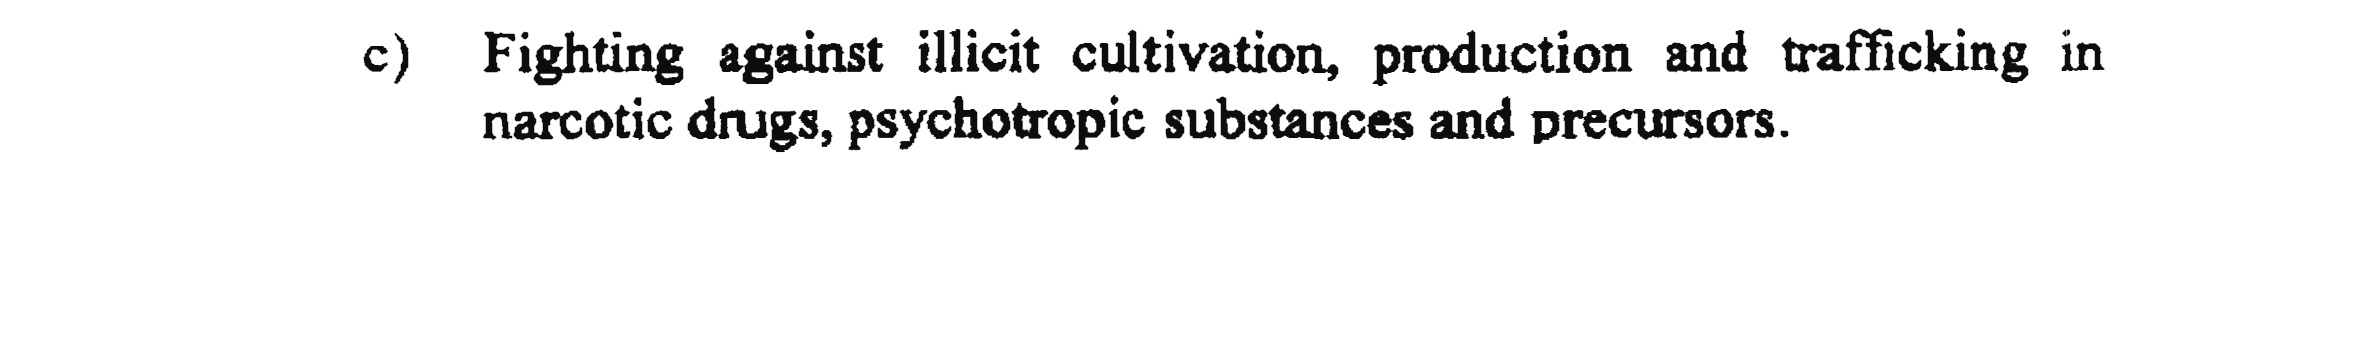 c) Fighting against illicit cultivation, production and trafficking in
narcotic drugs, psychotropic substances and precursors.